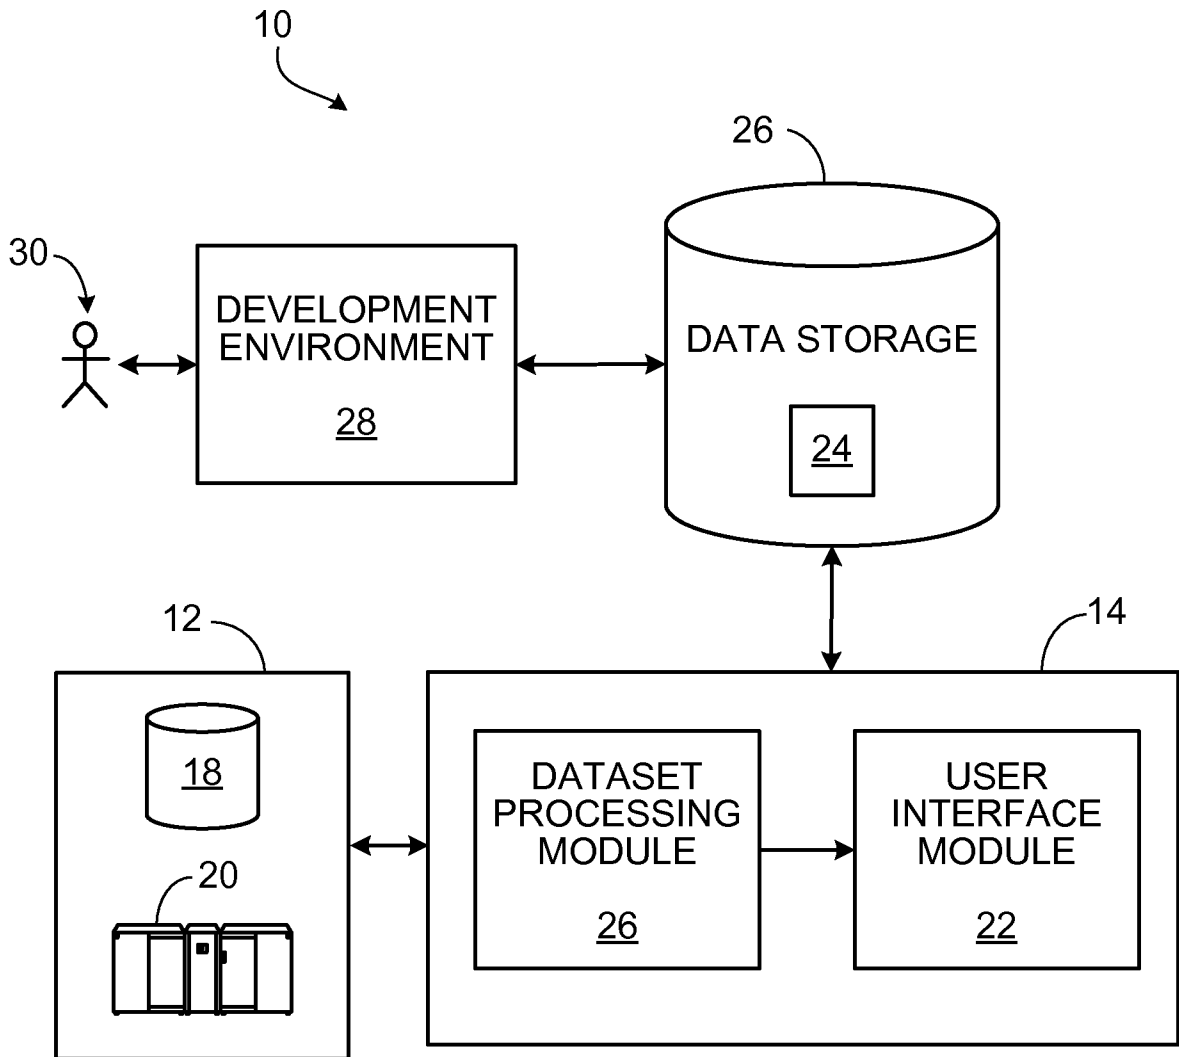 10
26
30
DEVELOPMENT
ENVIRONMENT
28
DATA STORAGE
24
12
14
18
20
DATASET
PROCESSING
MODULE
26
USER
INTERFACE
MODULE
22